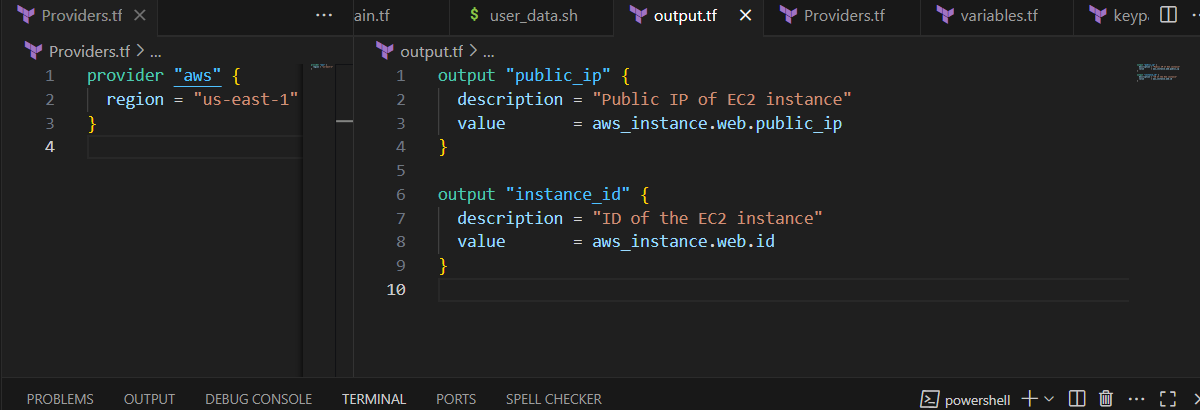 Providers.tf
ain.tf
$ user_data.sh
output.tf
Providers.tf
variables.tf
keyp
Providers.tf > ...
1 provider "aws" {
2 region = "us-east-1"
3 }
4
output.tf > ...
1 output "public_ip" {
2 description = "Public IP of EC2 instance"
3 value = aws_instance.web.public_ip
4 }
5
6 output "instance_id" {
7 description = "ID of the EC2 instance"
8 value = aws_instance.web.id
9 }
10
PROBLEMS OUTPUT DEBUG CONSOLE TERMINAL PORTS SPELL CHECKER powershell